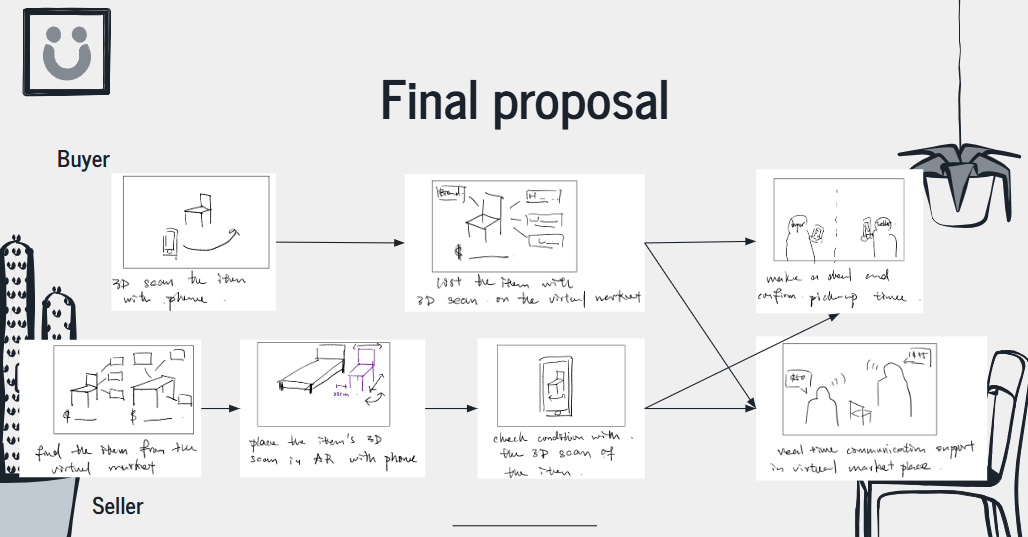 Final proposal
Buyer
3D scan the item
with phone.
Brand
$
list the item with
3D scan on the virtual market
buyer
seller
make a deal and
confirm pick-up time.
$
$
find the item from the
virtual market
place the item's 3D
scan in AR with phone
check condition with
the 3D scan of
the item.
$50
$45
real time communication support
in virtual market place.
Seller